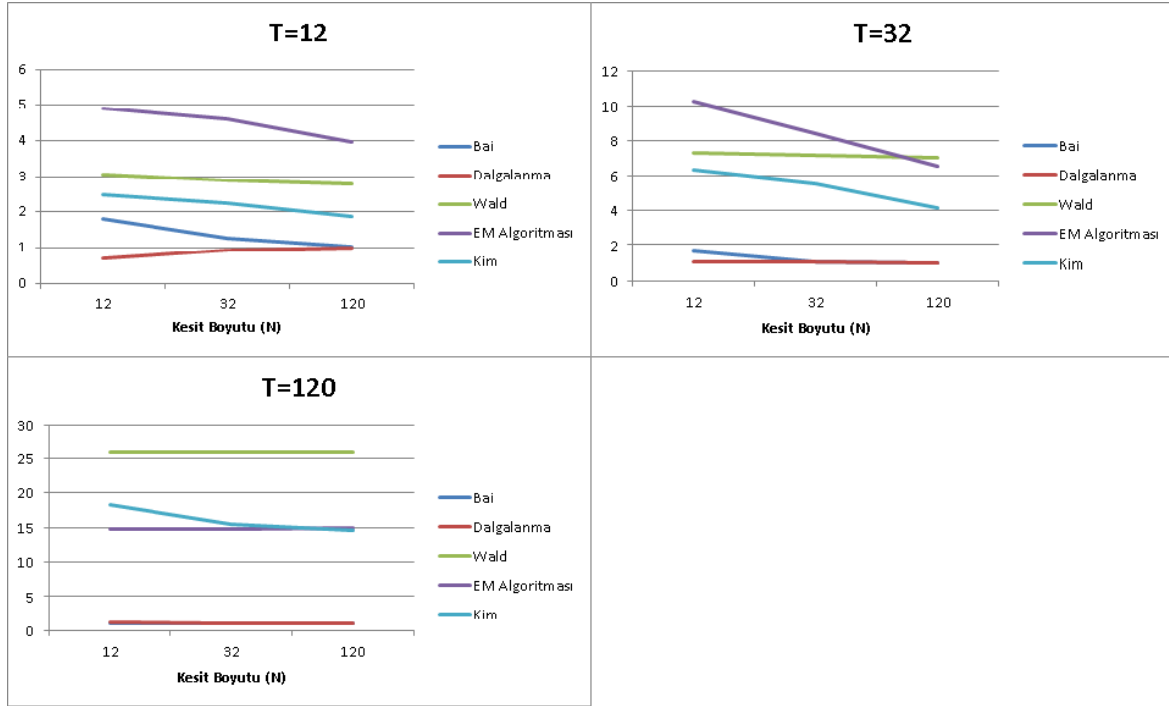 T=12
6
5
4
3
2
1
0
12 32 120
Kesit Boyutu (N)
Bai
Dalgalanma
Wald
EM Algoritması
Kim
T=32
12
10
8
6
4
2
0
12 32 120
Kesit Boyutu (N)
Bai
Dalgalanma
Wald
EM Algoritması
Kim
T=120
30
25
20
15
10
5
0
12 32 120
Kesit Boyutu (N)
Bai
Dalgalanma
Wald
EM Algoritması
Kim